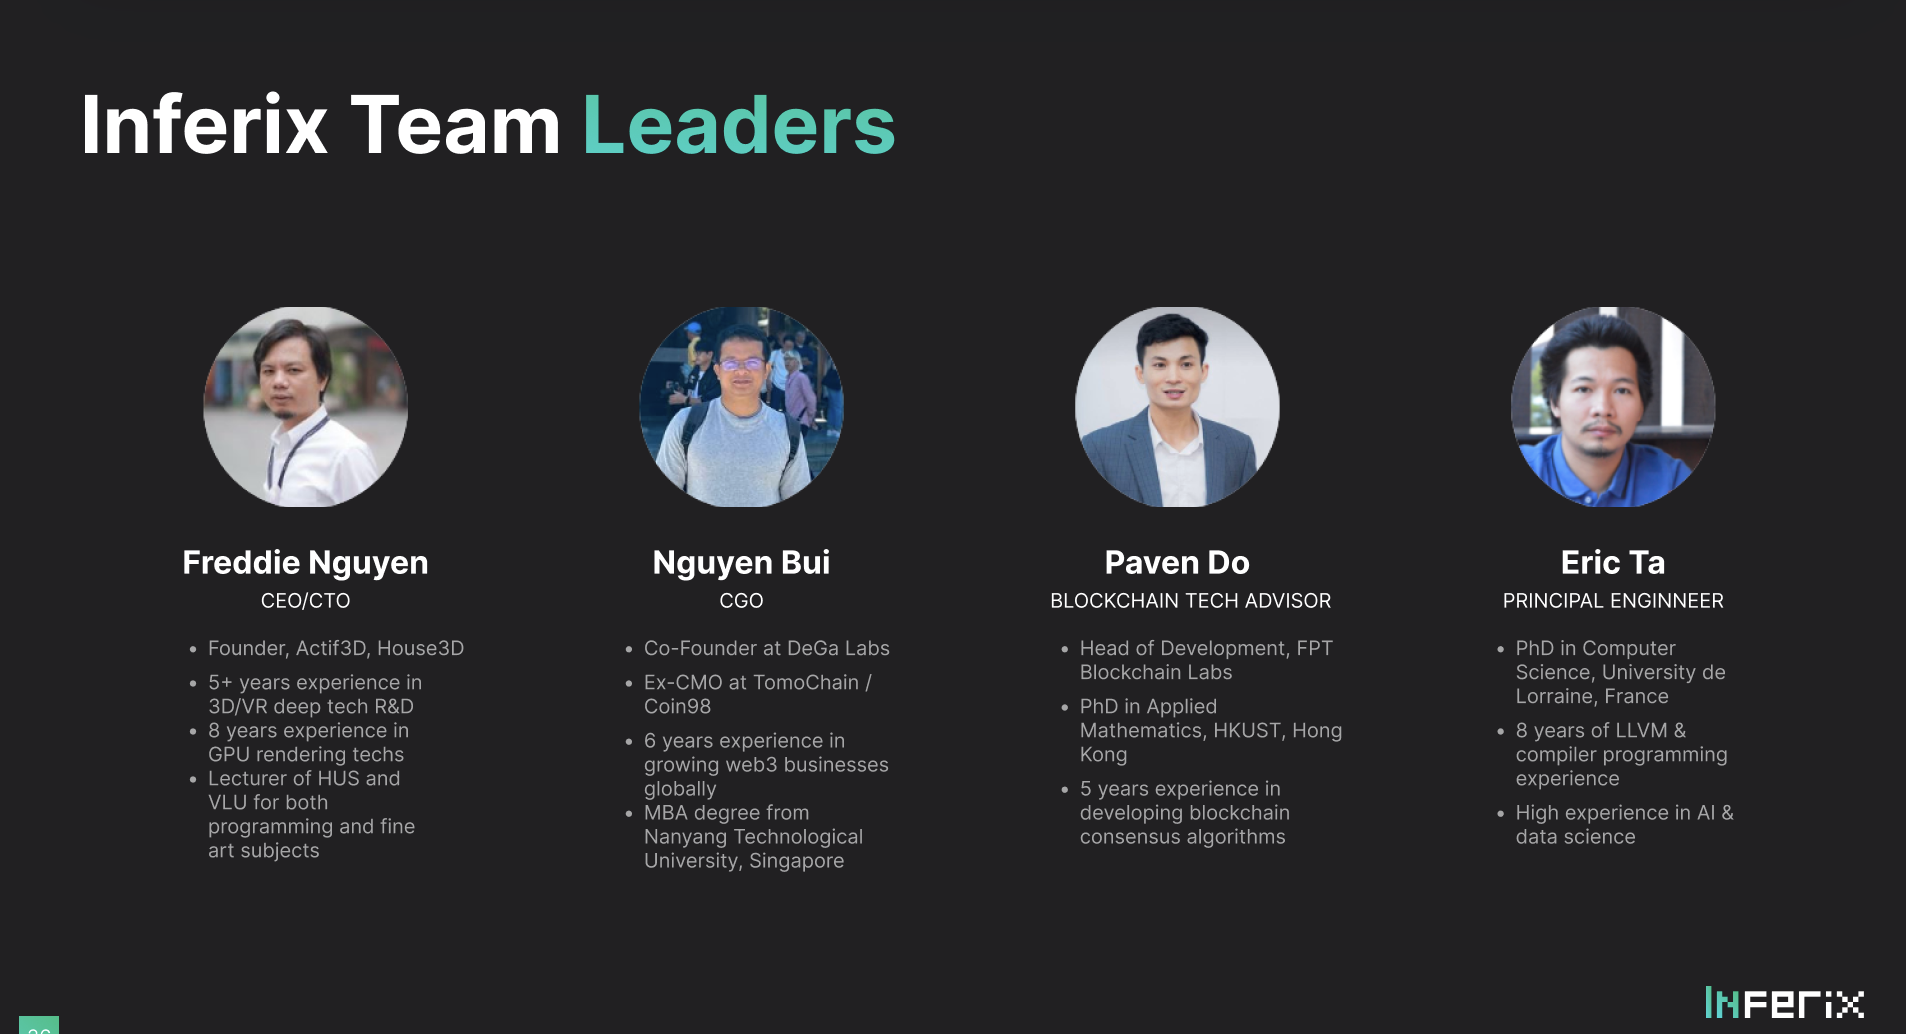 Inferix Team Leaders
Freddie Nguyen
CEO/CTO
• Founder, Actif3D, House3D
• 5+ years experience in
3D/VR deep tech R&D
• 8 years experience in
GPU rendering techs
• Lecturer of HUS and
VLU for both
programming and fine
art subjects
Nguyen Bui
CGO
• Co-Founder at DeGa Labs
• Ex-CMO at TomoChain /
Coin98
• 6 years experience in
growing web3 businesses
globally
• MBA degree from
Nanyang Technological
University, Singapore
Paven Do
BLOCKCHAIN TECH ADVISOR
• Head of Development, FPT
Blockchain Labs
• PhD in Applied
Mathematics, HKUST, Hong
Kong
• 5 years experience in
developing blockchain
consensus algorithms
Eric Ta
PRINCIPAL ENGINNEER
• PhD in Computer
Science, University de
Lorraine, France
• 8 years of LLVM &
compiler programming
experience
• High experience in AI &
data science
Inferix